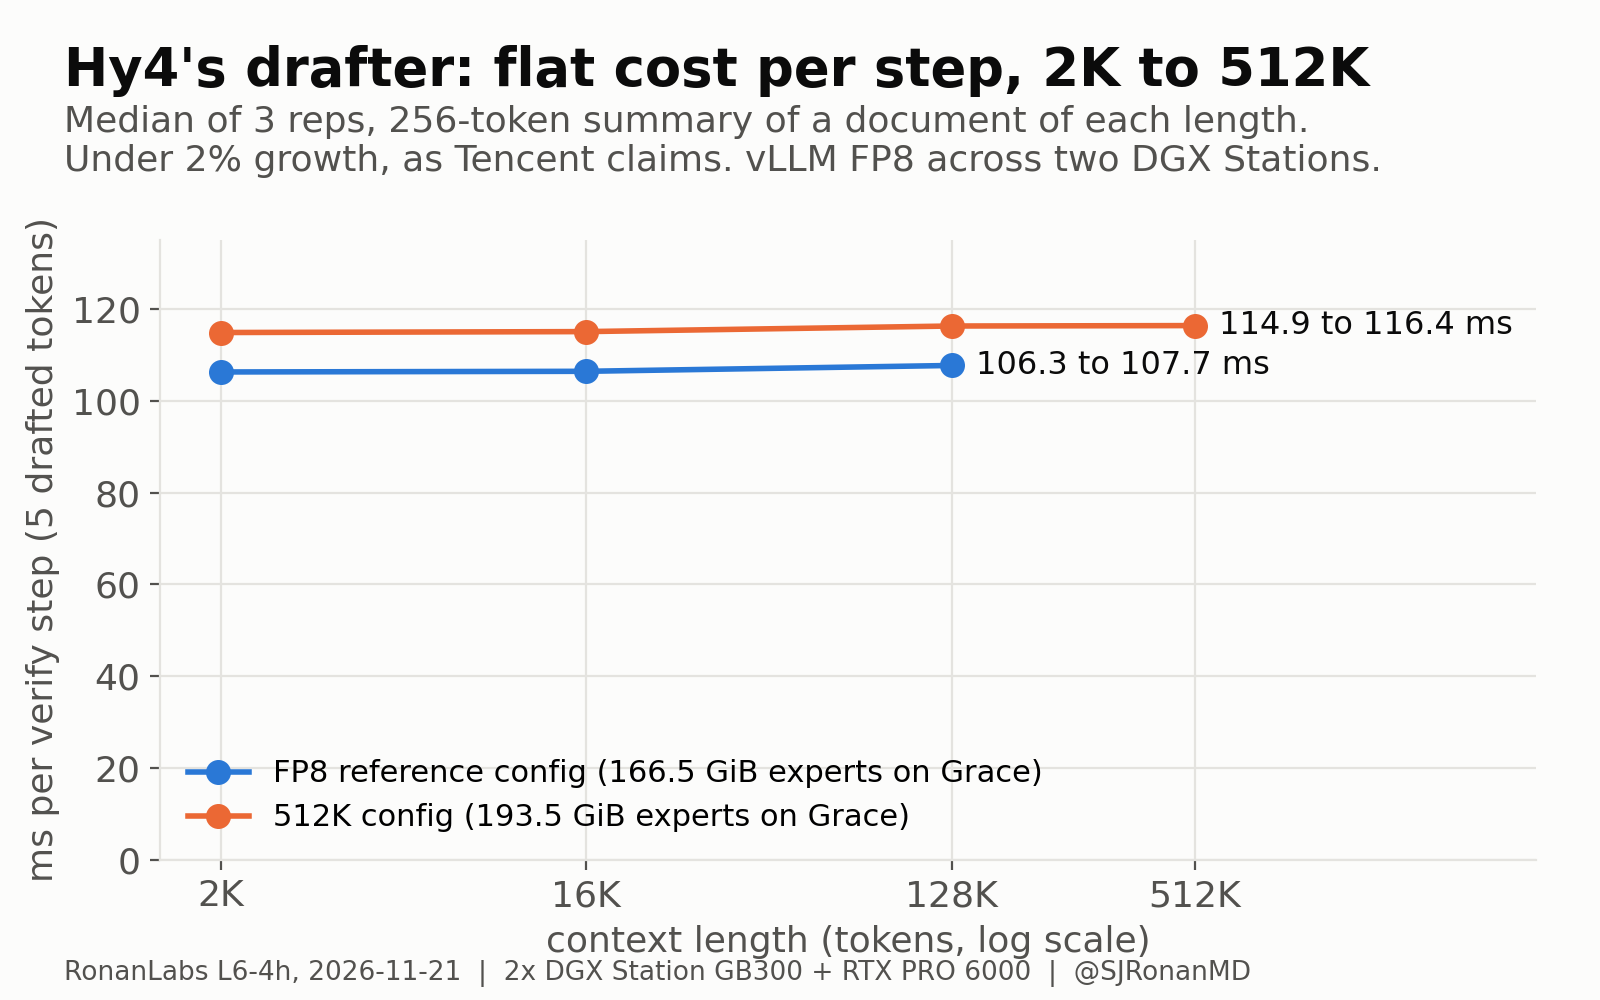 Hy4's drafter: flat cost per step, 2K to 512K
Median of 3 reps, 256-token summary of a document of each length.
Under 2% growth, as Tencent claims. vLLM FP8 across two DGX Stations.
ms per verify step (5 drafted tokens)
120
100
80
60
40
20
0
114.9 to 116.4 ms
106.3 to 107.7 ms
FP8 reference config (166.5 GiB experts on Grace)
512K config (193.5 GiB experts on Grace)
2K
16K
128K
512K
context length (tokens, log scale)
RonanLabs L6-4h, 2026-11-21 | 2x DGX Station GB300 + RTX PRO 6000 | @SJRonanMD